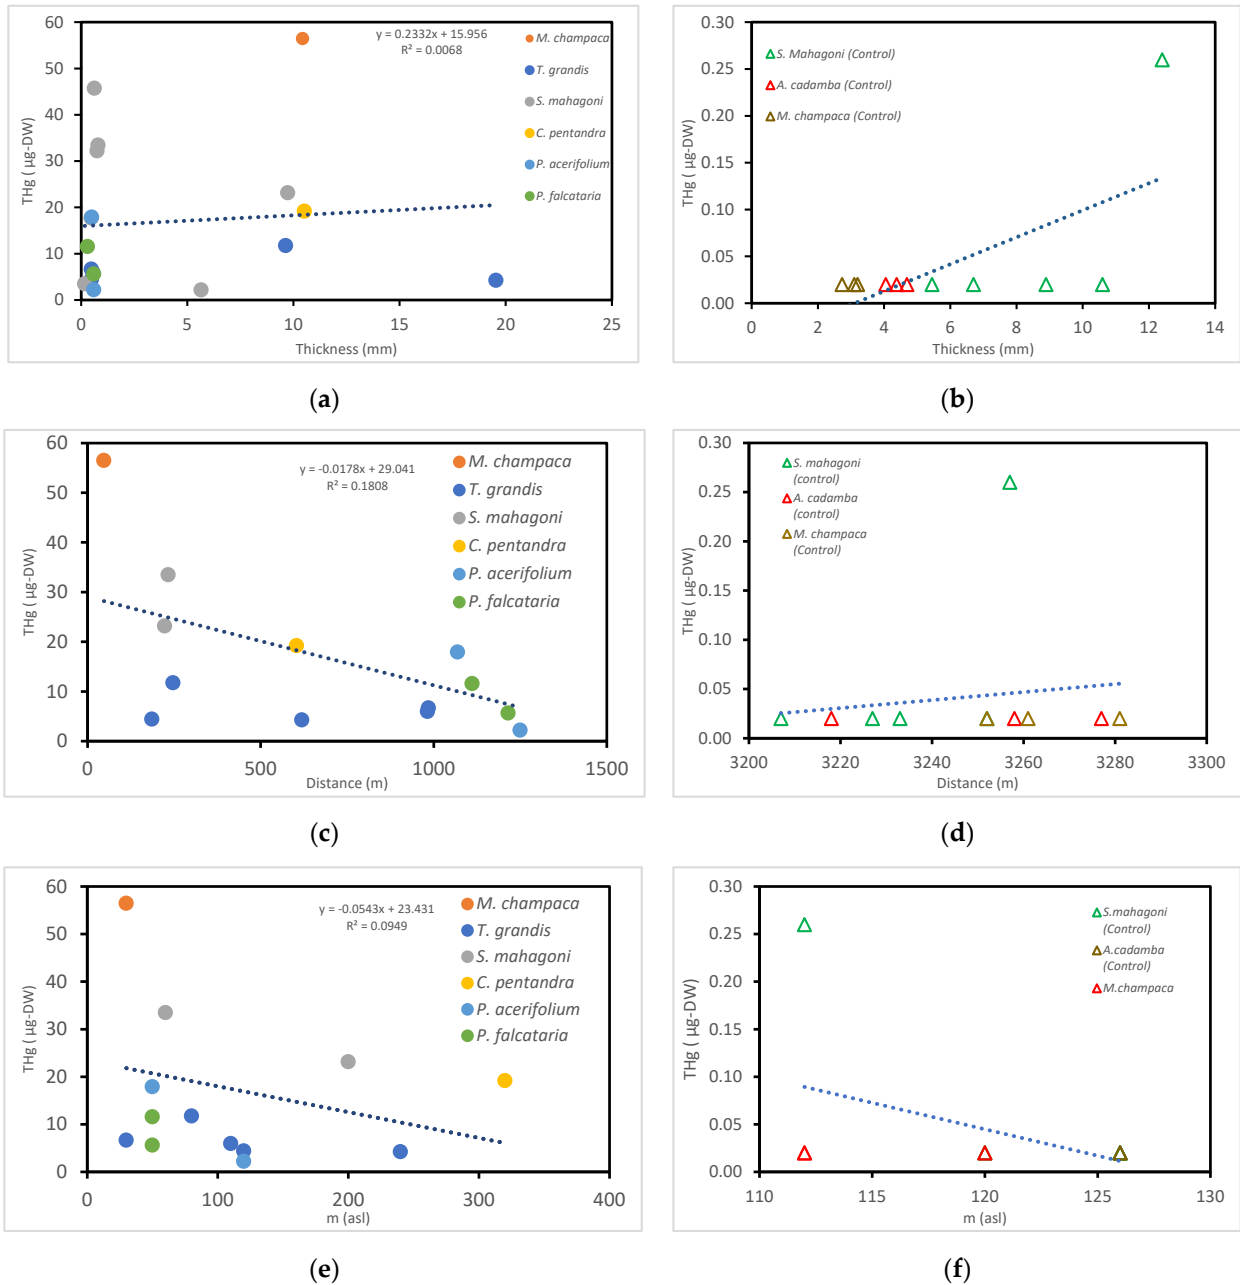 60
50
40
30
20
10
0
THg ( µg-DW)
y = 0.2332x + 15.956
R² = 0.0068
M. champaca
T. grandis
S. mahagoni
C. pentandra
P. acerifolium
P. falcataria
0 5 10 15 20 25
Thickness (mm)
(a)
0.30
0.25
0.20
0.15
0.10
0.05
0.00
THg ( µg-DW)
S. Mahagoni (Control)
A. cadamba (Control)
M. champaca (Control)
0 2 4 6 8 10 12 14
Thickness (mm)
(b)
60
50
40
30
20
10
0
THg ( µg-DW)
y = -0.0178x + 29.041
R² = 0.1808
M. champaca
T. grandis
S. mahagoni
C. pentandra
P. acerifolium
P. falcataria
0 500 1000 1500
Distance (m)
(c)
0.30
0.25
0.20
0.15
0.10
0.05
0.00
THg ( µg-DW)
S. mahagoni
(control)
A. cadamba
(control)
M. champaca
(Control)
3200 3220 3240 3260 3280 3300
Distance (m)
(d)
60
50
40
30
20
10
0
THg ( µg-DW)
y = -0.0543x + 23.431
R² = 0.0949
M. champaca
T. grandis
S. mahagoni
C. pentandra
P. acerifolium
P. falcataria
0 100 200 300 400
m (asl)
(e)
0.30
0.25
0.20
0.15
0.10
0.05
0.00
THg ( µg-DW)
S.mahagoni
(Control)
A.cadamba
(Control)
M.champaca
110 115 120 125 130
m (asl)
(f)